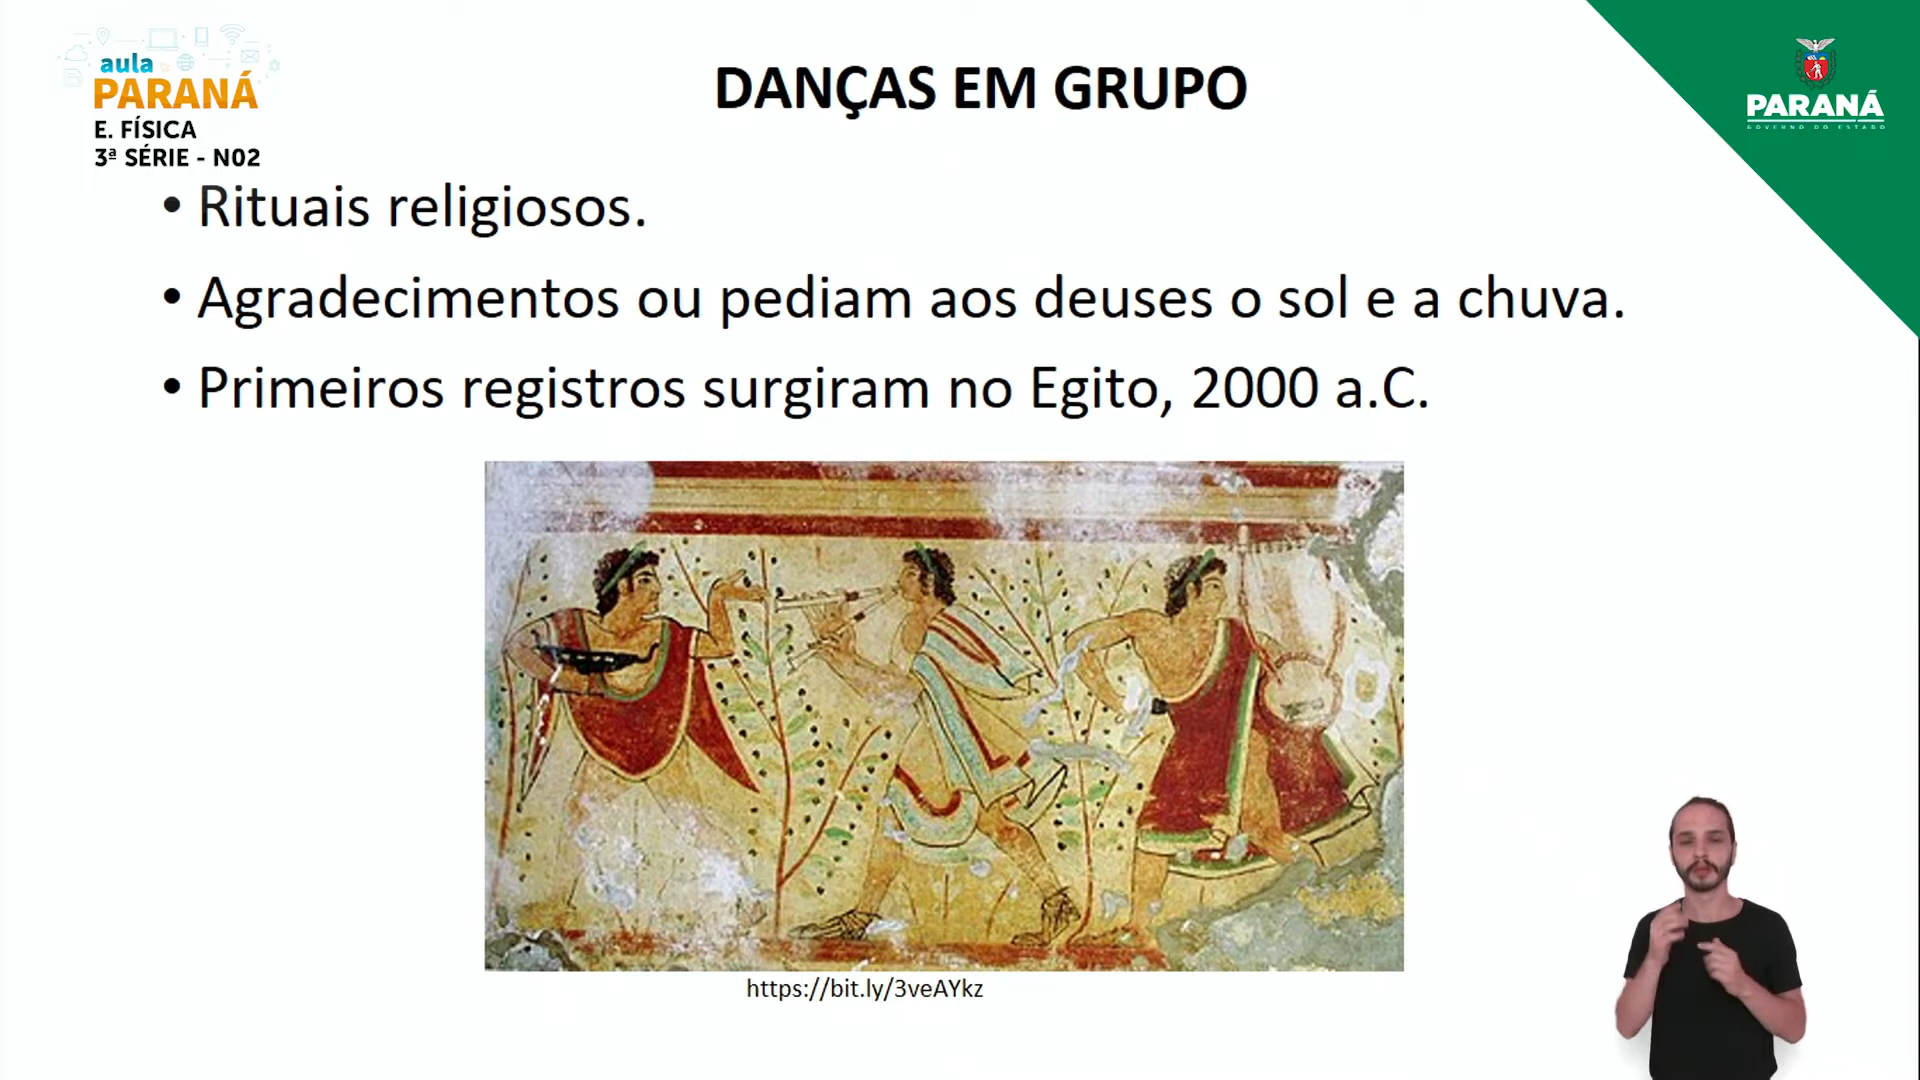 aula
PARANÁ
E. FÍSICA
3ª SÉRIE - N02
DANÇAS EM GRUPO
PARANÁ
GOVERNO DO ESTADO
• Rituais religiosos.
• Agradecimentos ou pediam aos deuses o sol e a chuva.
• Primeiros registros surgiram no Egito, 2000 a.C.
https://bit.ly/3veAYkz